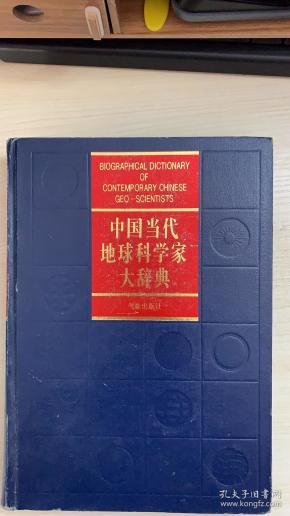 BIOGRAPHICAL DICTIONARY
OF
CONTEMPORARY CHINESE
GEO-SCIENTISTS
中国当代
地球科学家
大辞典
气象出版社
孔夫子旧书网
kongfz.com